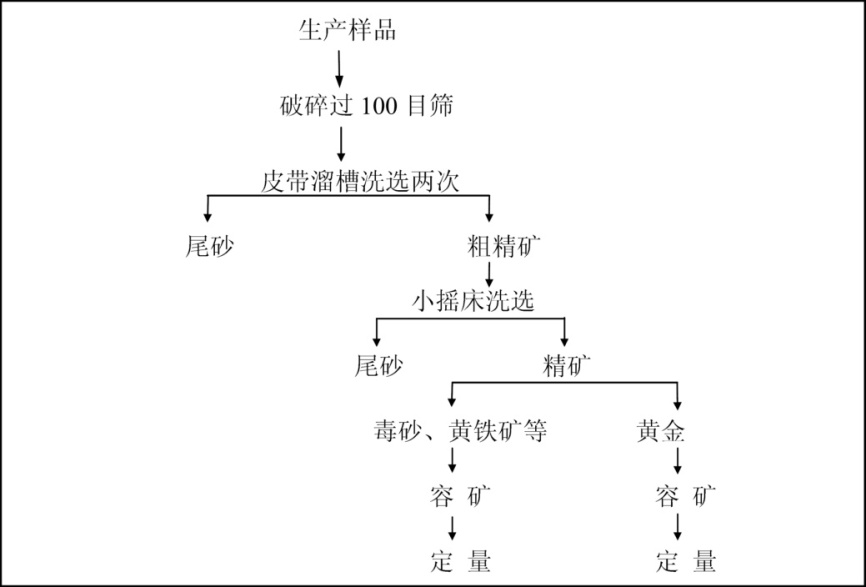 生产样品
破碎过 100 目筛
皮带溜槽洗选两次
尾砂 粗精矿
小摇床洗选
尾砂 精矿
毒砂、黄铁矿等 黄金
容 矿 容 矿
定 量 定 量